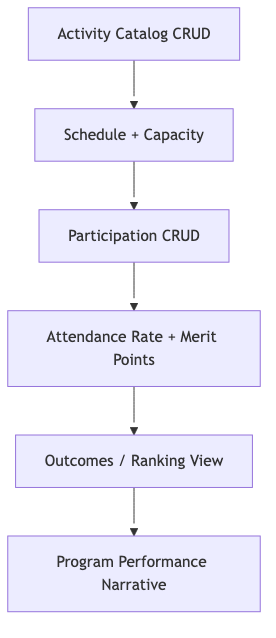 Activity Catalog CRUD
Schedule + Capacity
Participation CRUD
Attendance Rate + Merit
Points
Outcomes / Ranking View
Program Performance
Narrative